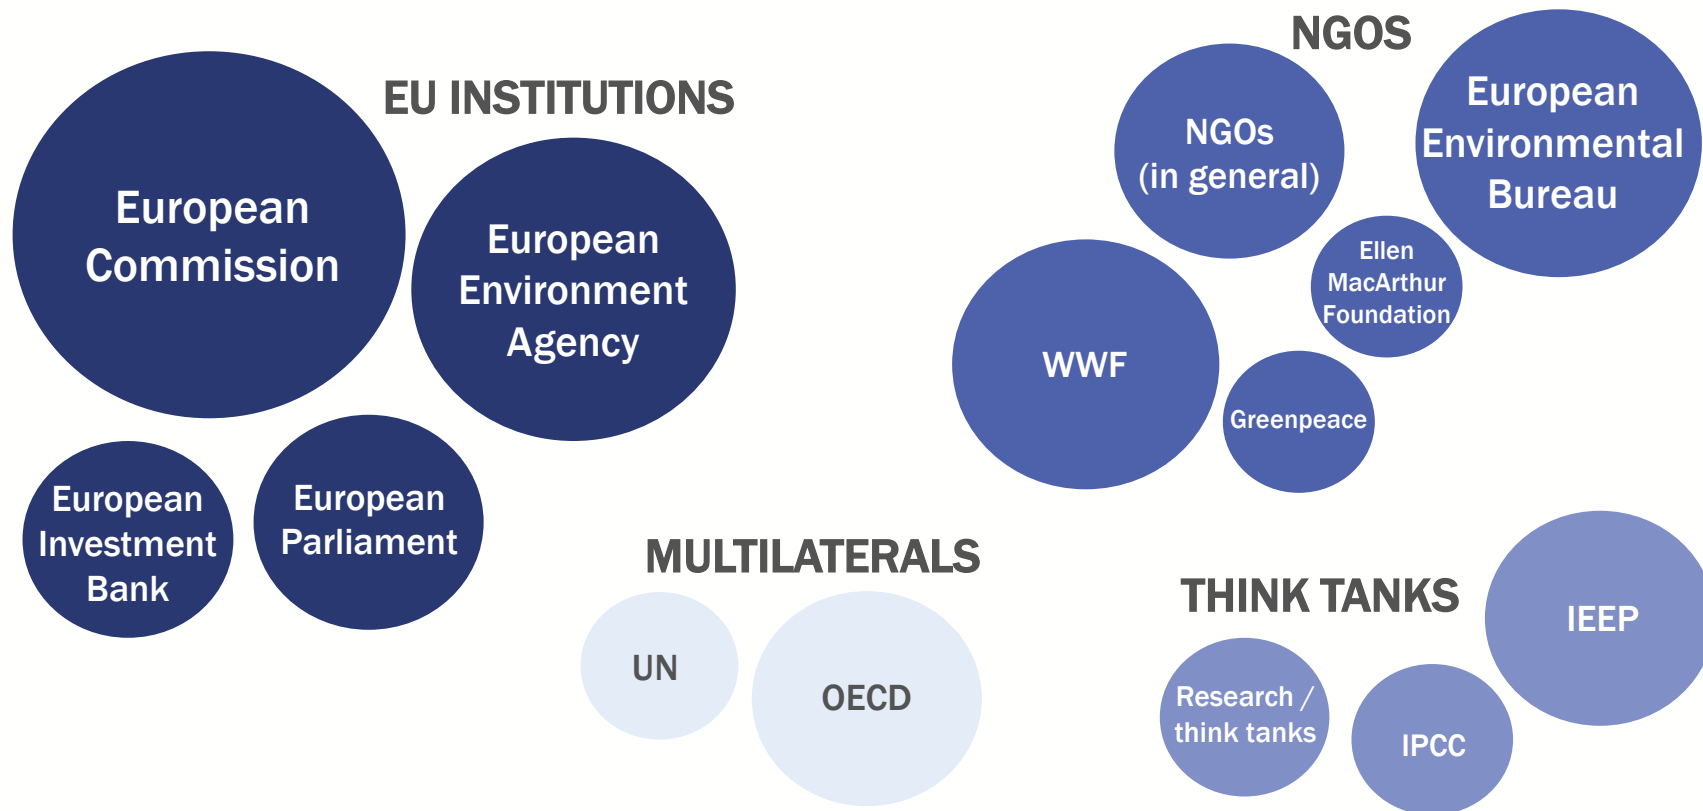 EU INSTITUTIONS
European
Commission
European
Environment
Agency
European
Investment
Bank
European
Parliament
NGOS
NGOs
(in general)
European
Environmental
Bureau
Ellen
MacArthur
Foundation
WWF
Greenpeace
MULTILATERALS
UN
OECD
THINK TANKS
IEEP
Research /
think tanks
IPCC